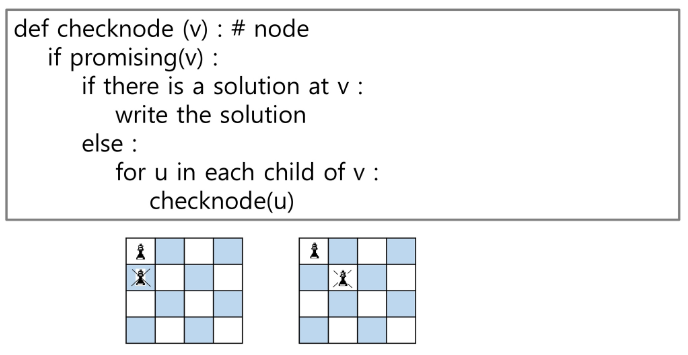 def checknode (v) : # node
if promising(v) :
if there is a solution at v :
write the solution
else :
for u in each child of v :
checknode(u)